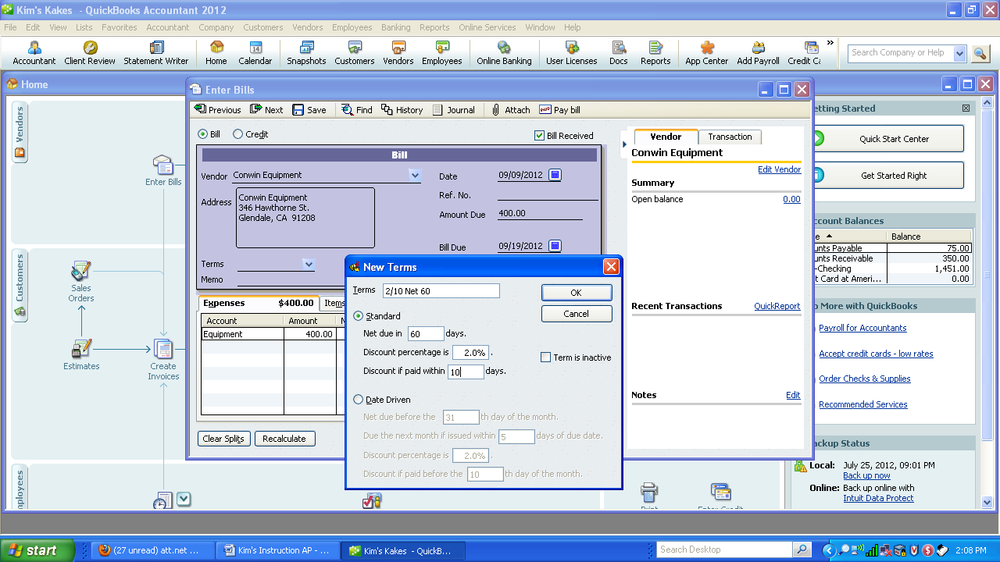 Kim's Kakes - QuickBooks Accountant 2012
File Edit View Lists Favorites Accountant Company Customers Vendors Employees Banking Reports Online Services Window Help
Accountant Client Review Statement Writer Home Calendar Snapshots Customers Vendors Employees Online Banking User Licenses Docs Reports App Center Add Payroll Credit Ca
Search Company or Help
Home
Enter Bills
Previous Next Save Find History Journal Attach Pay bill
Bill Credit
Bill Received
Bill
Vendor Conwin Equipment
Date 09/09/2012
Ref. No.
Address
Conwin Equipment
346 Hawthorne St.
Glendale, CA 91208
Amount Due 400.00
Bill Due 09/19/2012
Terms
Memo
Expenses $400.00 Items
Account Amount
Equipment 400.00
Clear Splits Recalculate
Vendor Transaction
Conwin Equipment
Edit Vendor
Summary
Open balance 0.00
Recent Transactions QuickReport
Notes Edit
New Terms
Terms 2/10 Net 60
OK
Cancel
Standard
Net due in 60 days.
Discount percentage is 2.0% .
Discount if paid within 10 days.
Term is inactive
Date Driven
Net due before the 31 th day of the month.
Due the next month if issued within 5 days of due date.
Discount percentage is 2.0% .
Discount if paid before the 10 th day of the month.
Vendors
Enter Bills
Customers
Sales
Orders
Estimates
Create
Invoices
mployees
Print
Enter Credit
etting Started
Quick Start Center
Get Started Right
ccount Balances
e Balance
unts Payable 75.00
unts Receivable 350.00
-Checking 1,451.00
t Card at Ameri... 0.00
o More with QuickBooks
Payroll for Accountants
Accept credit cards - low rates
Order Checks & Supplies
Recommended Services
ackup Status
Local: July 25, 2012, 09:01 PM
Back up now
Online: Back up online with
Intuit Data Protect
start
(27 unread) att.net ...
Kim's Instruction AP - ...
Kim's Kakes - QuickB...
Search Desktop
2:08 PM